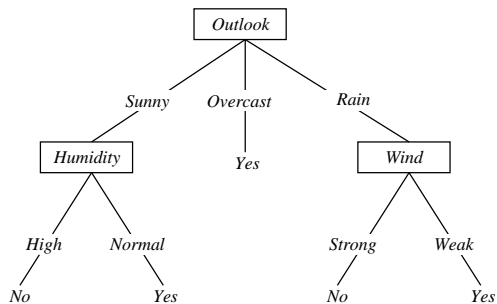 Outlook
Sunny Overcast Rain
Humidity Yes Wind
High Normal Strong Weak
No Yes No Yes